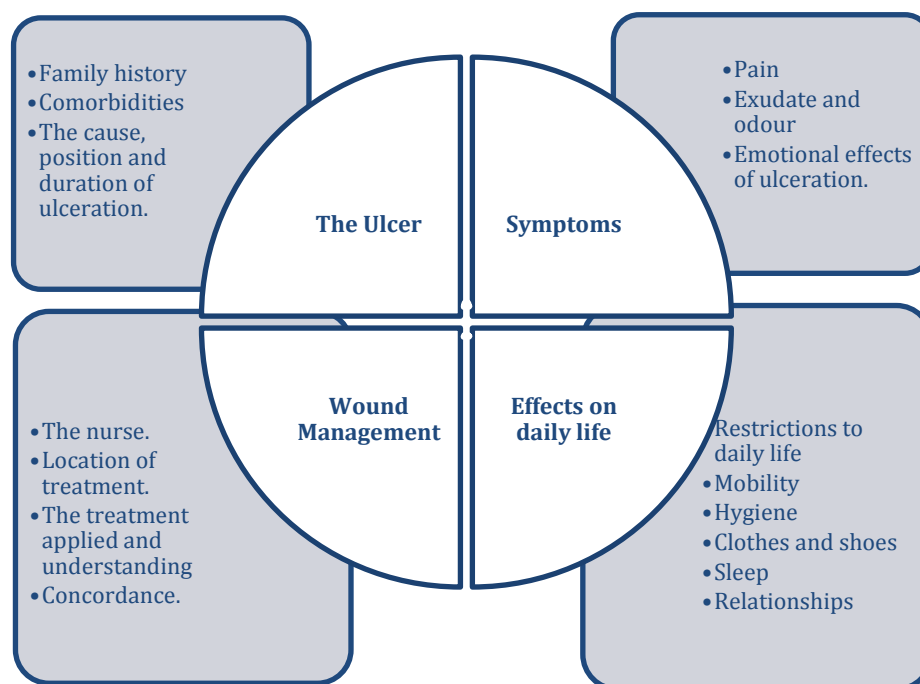 •Family history
•Comorbidities
•The cause,
position and
duration of
ulceration.
The Ulcer
Symptoms
•Pain
•Exudate and
odour
•Emotional effects
of ulceration.
•The nurse.
•Location of
treatment.
•The treatment
applied and
understanding
•Concordance.
Wound
Management
Effects on
daily life
Restrictions to
daily life
•Mobility
•Hygiene
•Clothes and shoes
•Sleep
•Relationships